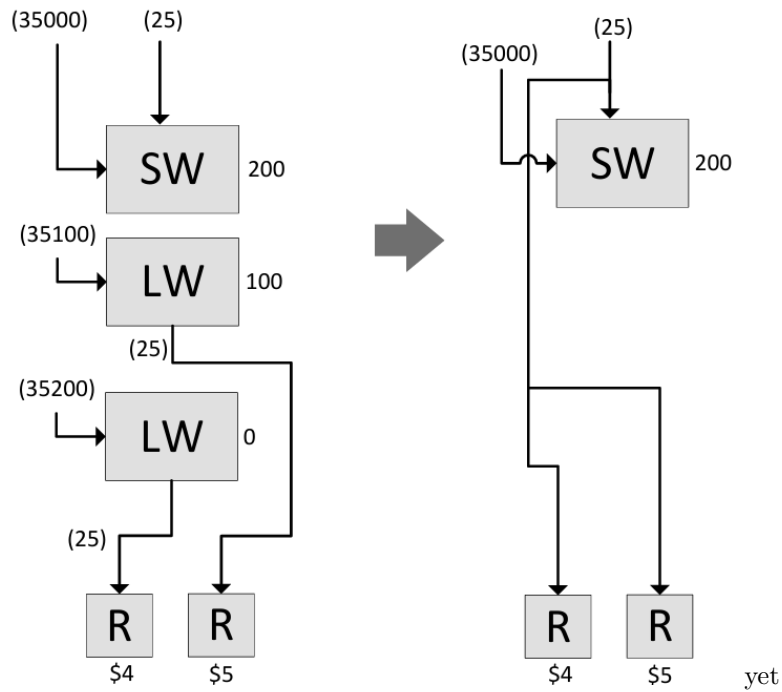 (35000) (25)
SW 200
(35100)
LW 100
(25)
(35200)
LW 0
(25)
R R
$4 $5
(25)
(35000)
SW 200
R R
$4 $5
yet